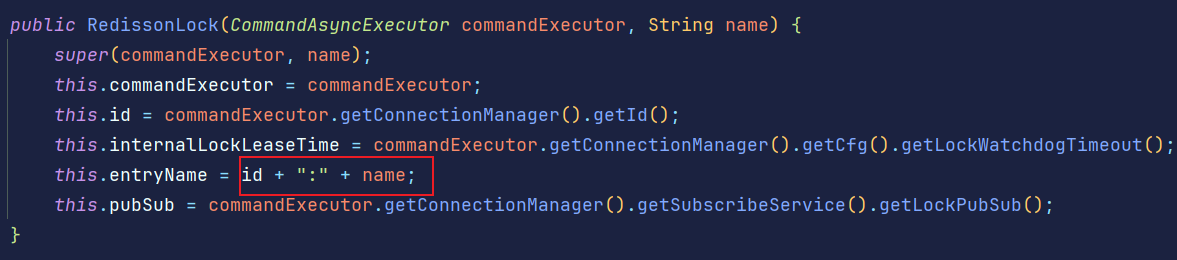 public RedissonLock(CommandAsyncExecutor commandExecutor, String name) {
    super(commandExecutor, name);
    this.commandExecutor = commandExecutor;
    this.id = commandExecutor.getConnectionManager().getId();
    this.internalLockLeaseTime = commandExecutor.getConnectionManager().getCfg().getLockWatchdogTimeout();
    this.entryName = id + ":" + name;
    this.pubSub = commandExecutor.getConnectionManager().getSubscribeService().getLockPubSub();
}